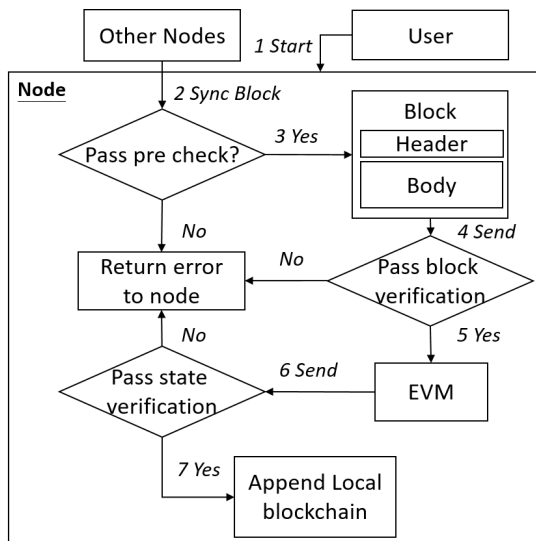 Other Nodes
1 Start
User
Node
2 Sync Block
Pass pre check?
3 Yes
Block
Header
Body
No
4 Send
Return error
to node
No
Pass block
verification
No
5 Yes
Pass state
verification
6 Send
EVM
7 Yes
Append Local
blockchain